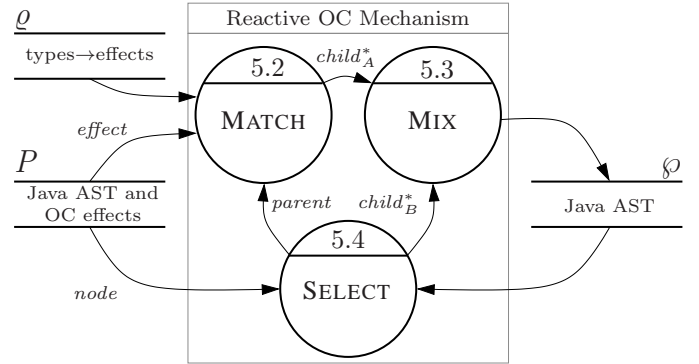 Reactive OC Mechanism
ϱ
types→effects
5.2
MATCH
child*A
5.3
MIX
effect
P
Java AST and
OC effects
parent
child*B
℘
Java AST
5.4
SELECT
node